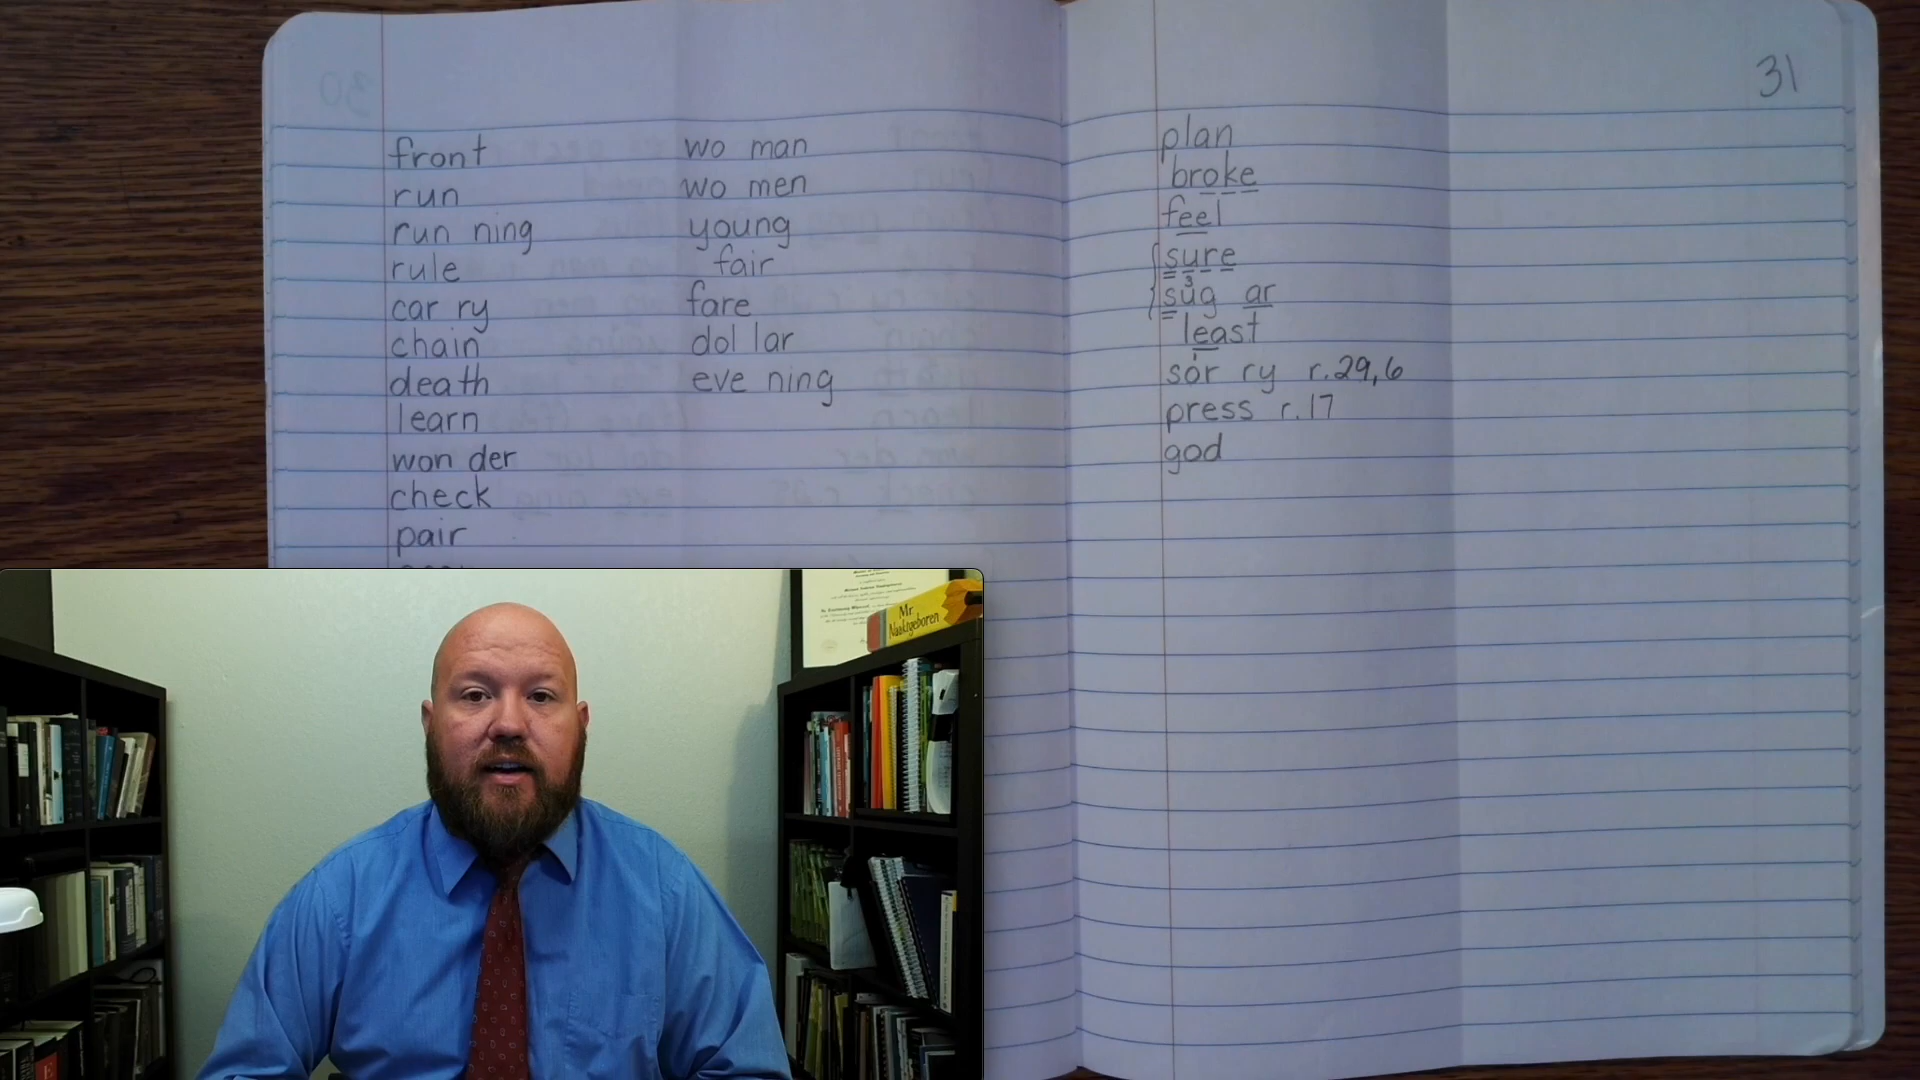 front
run
run ning
rule
car ry
chain
death
learn
won der
check
pair
wo man
wo men
young
fair
fare
dol lar
eve ning
31
plan
broke
feel
sure
3
sug ar
least
sor ry r.29,6
press r.17
god
Mr
Naaktgeboren